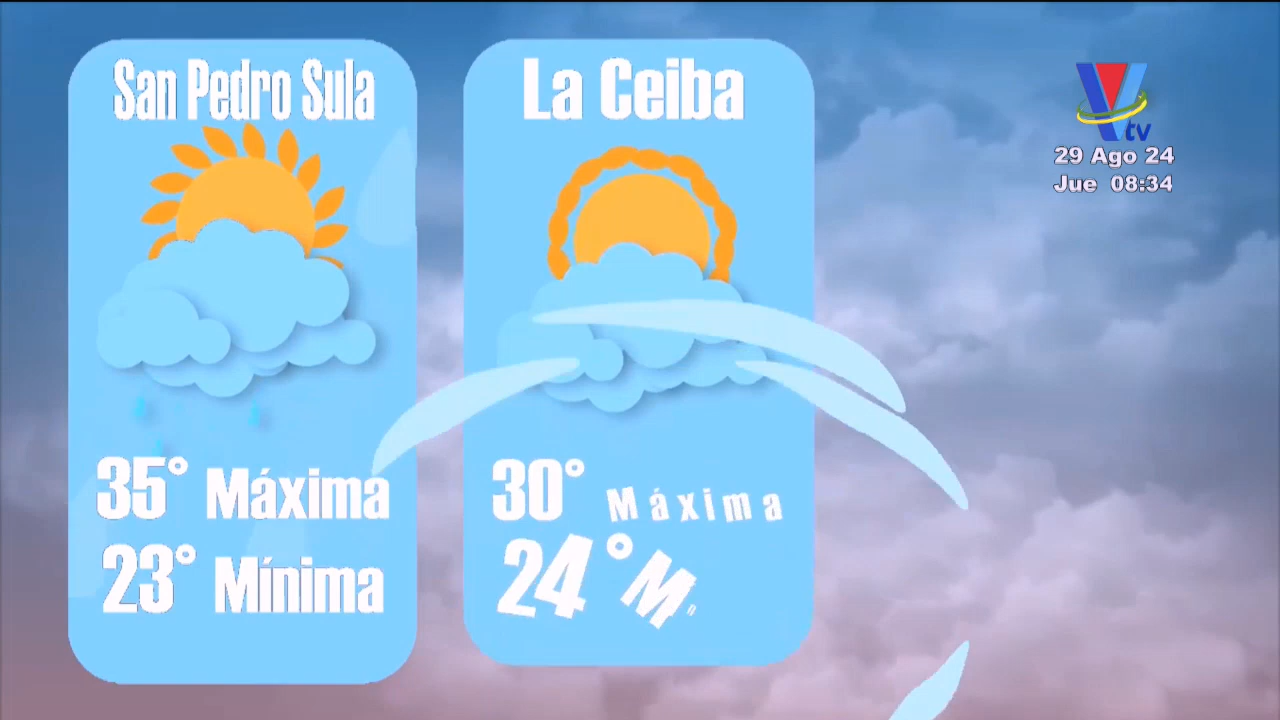 San Pedro Sula
35° Máxima
23° Mínima
La Ceiba
30° Máxima
24° M
V tv
29 Ago 24
Jue 08:34